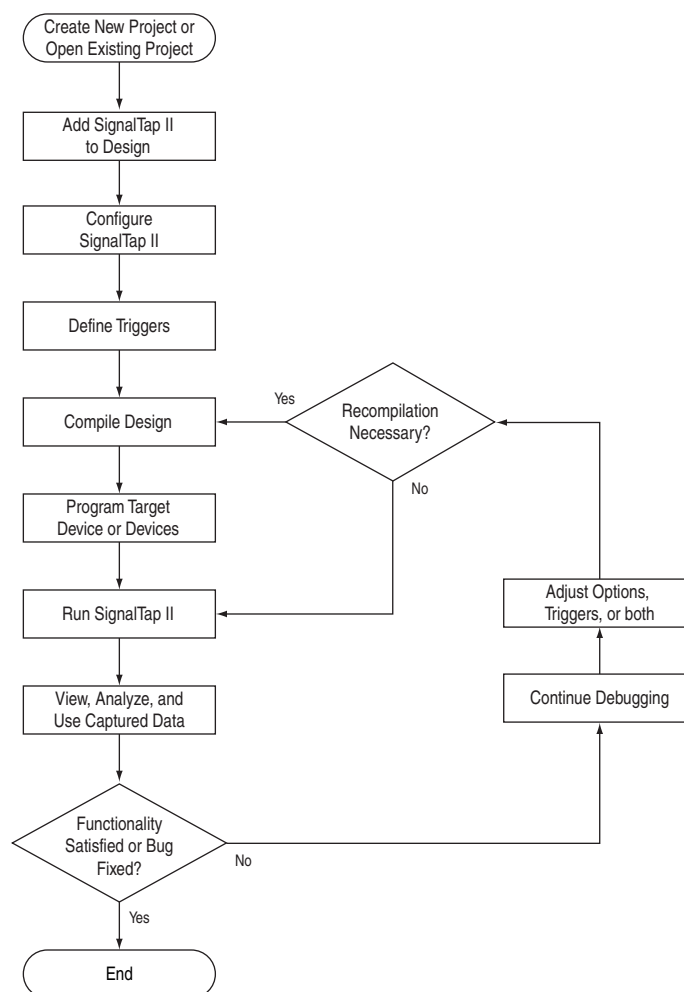 Create New Project or
Open Existing Project
Add SignalTap II
to Design
Configure
SignalTap II
Define Triggers
Compile Design
Yes
Recompilation
Necessary?
No
Program Target
Device or Devices
Run SignalTap II
Adjust Options,
Triggers, or both
View, Analyze, and
Use Captured Data
Continue Debugging
Functionality
Satisfied or Bug
Fixed?
No
Yes
End